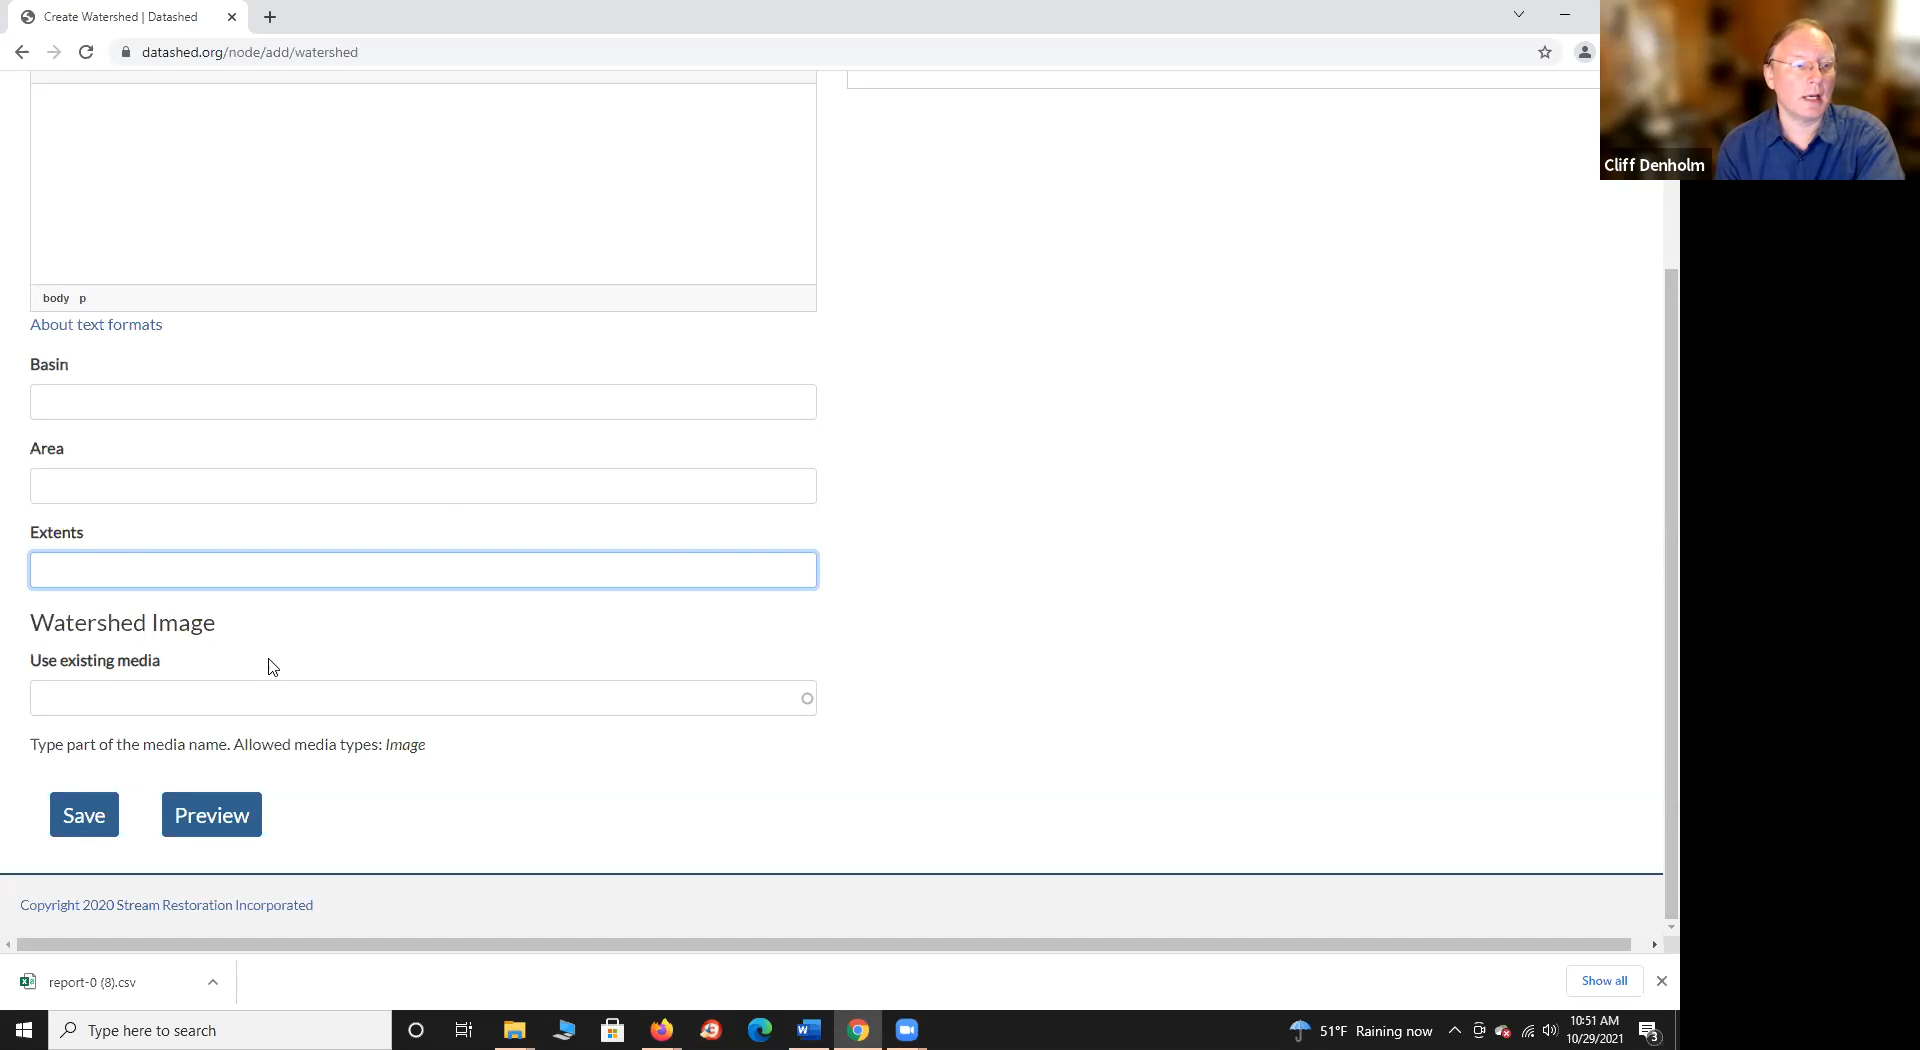 Create Watershed | Datashed
datashed.org/node/add/watershed
Cliff Denholm
body p
About text formats
Basin
Area
Extents
Watershed Image
Use existing media
Type part of the media name. Allowed media types: Image
Save
Preview
Copyright 2020 Stream Restoration Incorporated
report-0 (8).csv
Show all
Type here to search
51°F Raining now
10:51 AM
10/29/2021
3